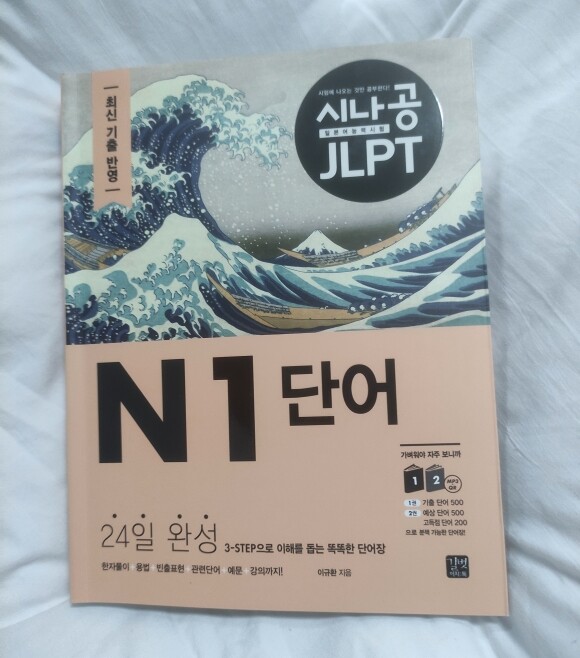 최신 기출 반영
시험에 나오는 것만 공부한다!
시나공
일본어능력시험
JLPT
N1 단어
가벼워야 자주 보니까
1 2 MP3
QR
1권 기출 단어 500
2권 예상 단어 500
고득점 단어 200
으로 분책 가능한 단어장!
24일 완성
3-STEP으로 이해를 돕는 똑똑한 단어장
한자풀이 용법 빈출표현 관련단어 예문 강의까지!
이규환 지음
길벗
이지:톡